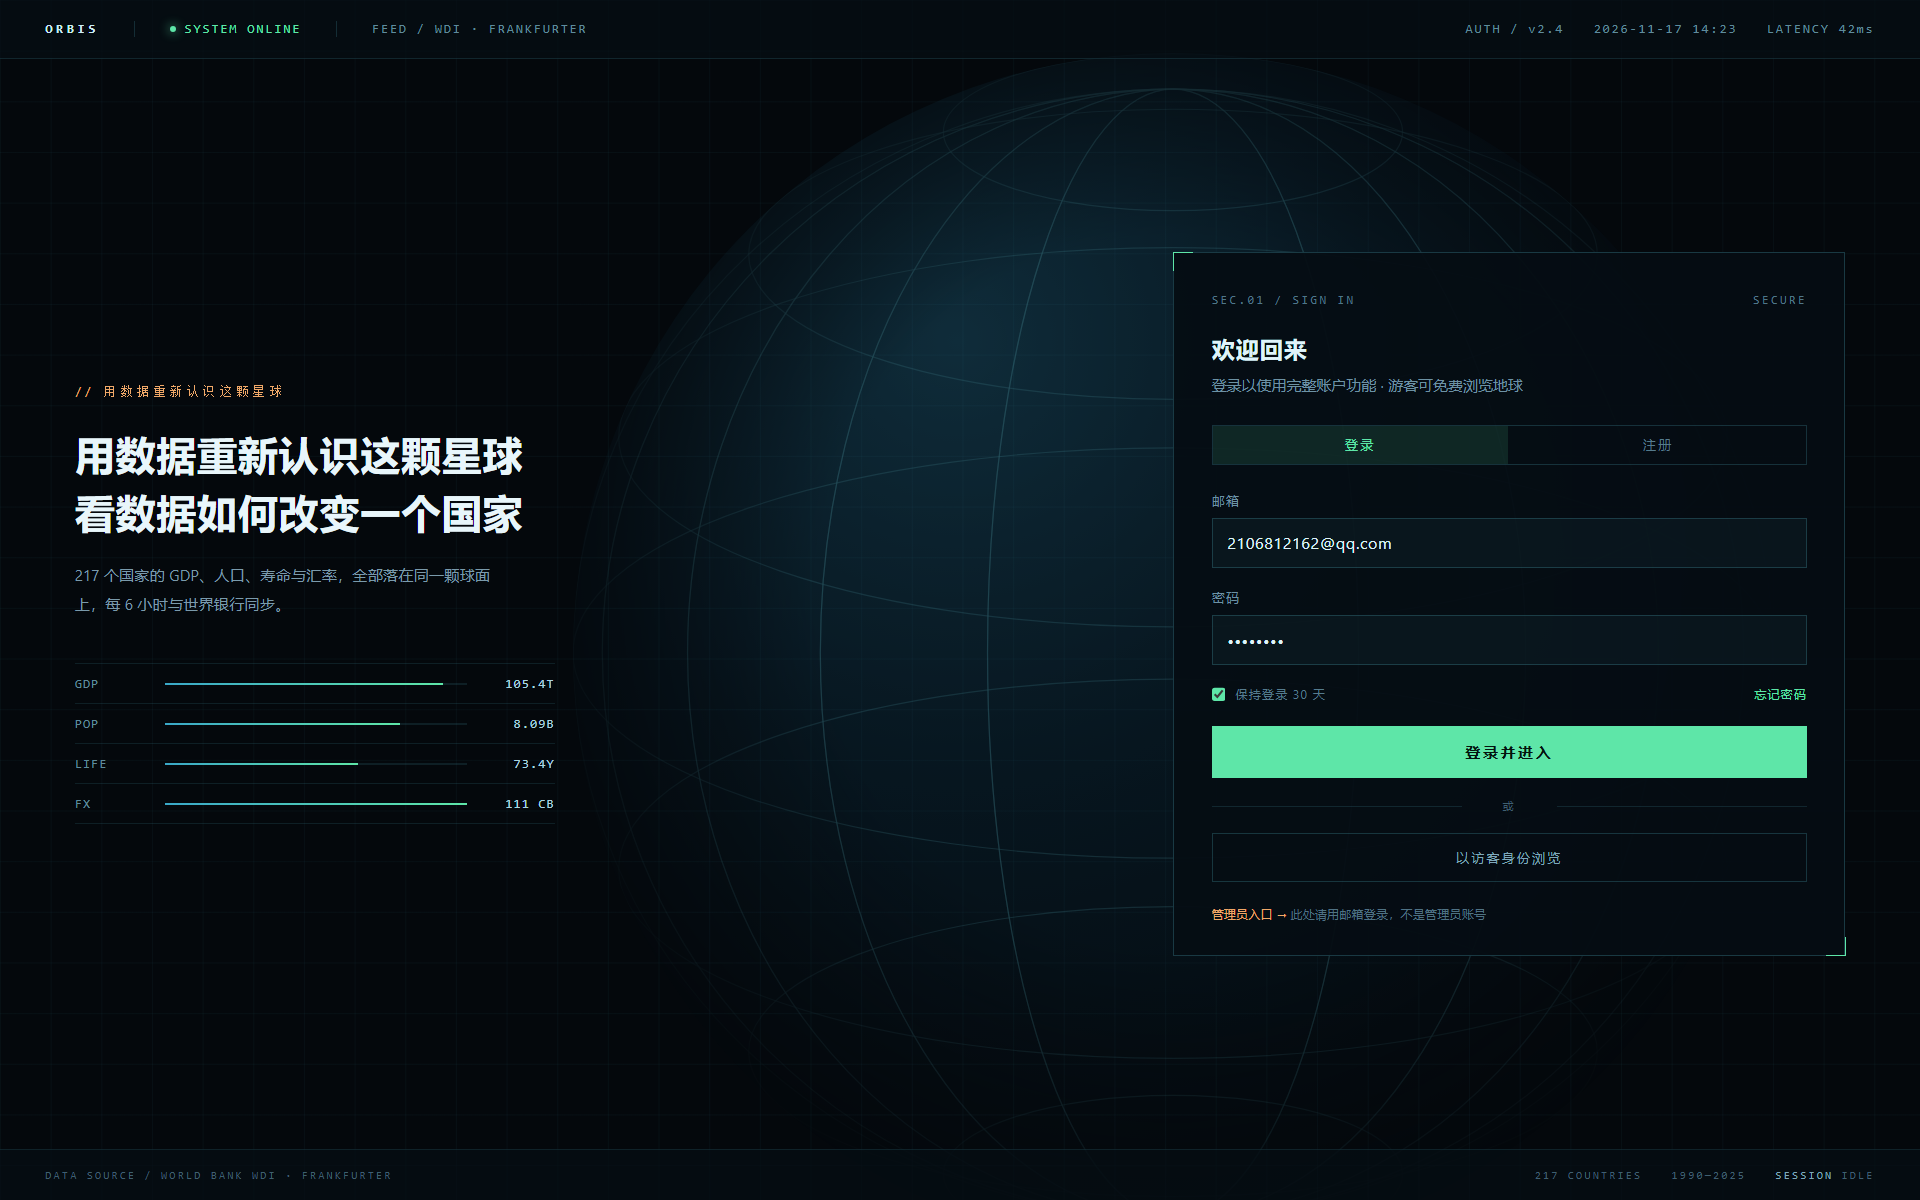 ORBIS
SYSTEM ONLINE
FEED / WDI · FRANKFURTER
AUTH / v2.4
2026-11-17 14:23
LATENCY 42ms
// 用数据重新认识这颗星球
用数据重新认识这颗星球
看数据如何改变一个国家
217 个国家的 GDP、人口、寿命与汇率，全部落在同一颗球面
上，每 6 小时与世界银行同步。
GDP 105.4T
POP 8.09B
LIFE 73.4Y
FX 111 CB
SEC.01 / SIGN IN
SECURE
欢迎回来
登录以使用完整账户功能 · 游客可免费浏览地球
登录
注册
邮箱
2106812162@qq.com
密码
••••••••
保持登录 30 天
忘记密码
登录并进入
或
以访客身份浏览
管理员入口 → 此处请用邮箱登录，不是管理员账号
DATA SOURCE / WORLD BANK WDI · FRANKFURTER
217 COUNTRIES
1990—2025
SESSION IDLE